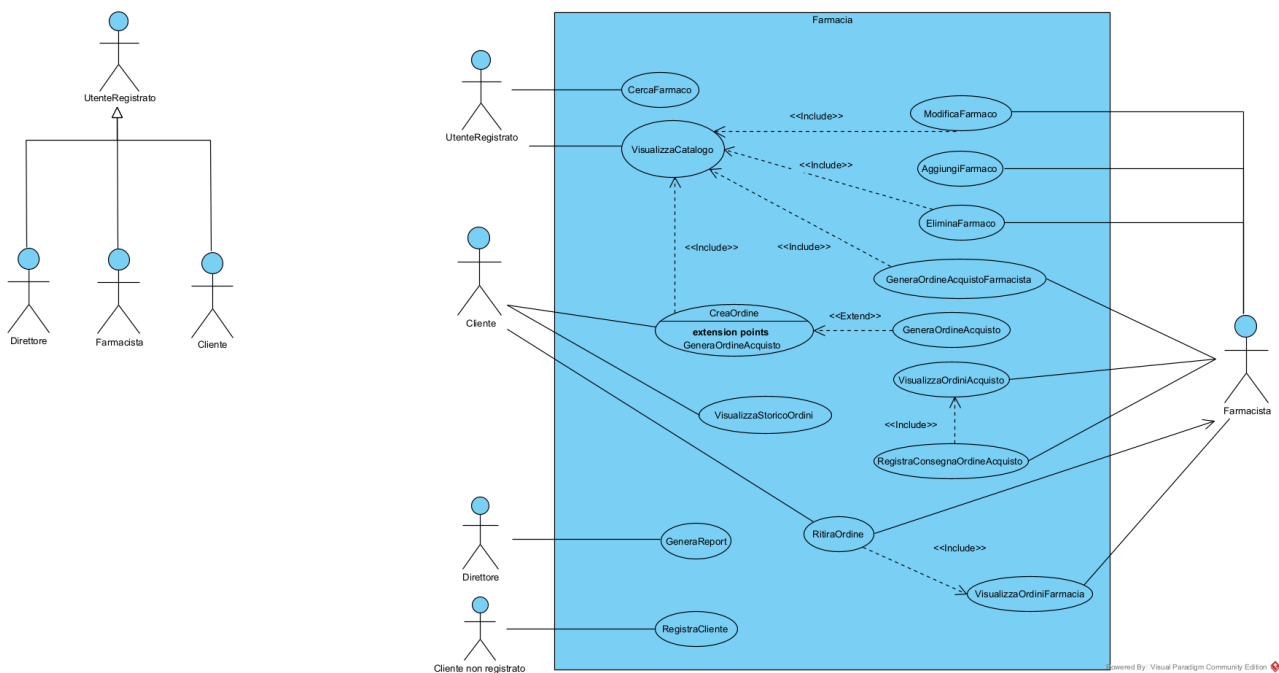 Farmacia
UtenteRegistrato
Direttore
Farmacista
Cliente
UtenteRegistrato
CercaFarmaco
VisualizzaCatalogo
<<Include>>
ModificaFarmaco
<<Include>>
AggiungiFarmaco
EliminaFarmaco
<<Include>>
<<Include>>
GeneraOrdineAcquistoFarmacista
Cliente
CreaOrdine
extension points
GeneraOrdineAcquisto
<<Extend>>
GeneraOrdineAcquisto
VisualizzaOrdiniAcquisto
Farmacista
VisualizzaStoricoOrdini
<<Include>>
RegistraConsegnaOrdineAcquisto
Direttore
GeneraReport
RitiraOrdine
<<Include>>
VisualizzaOrdiniFarmacia
Cliente non registrato
RegistraCliente
Powered By: Visual Paradigm Community Edition